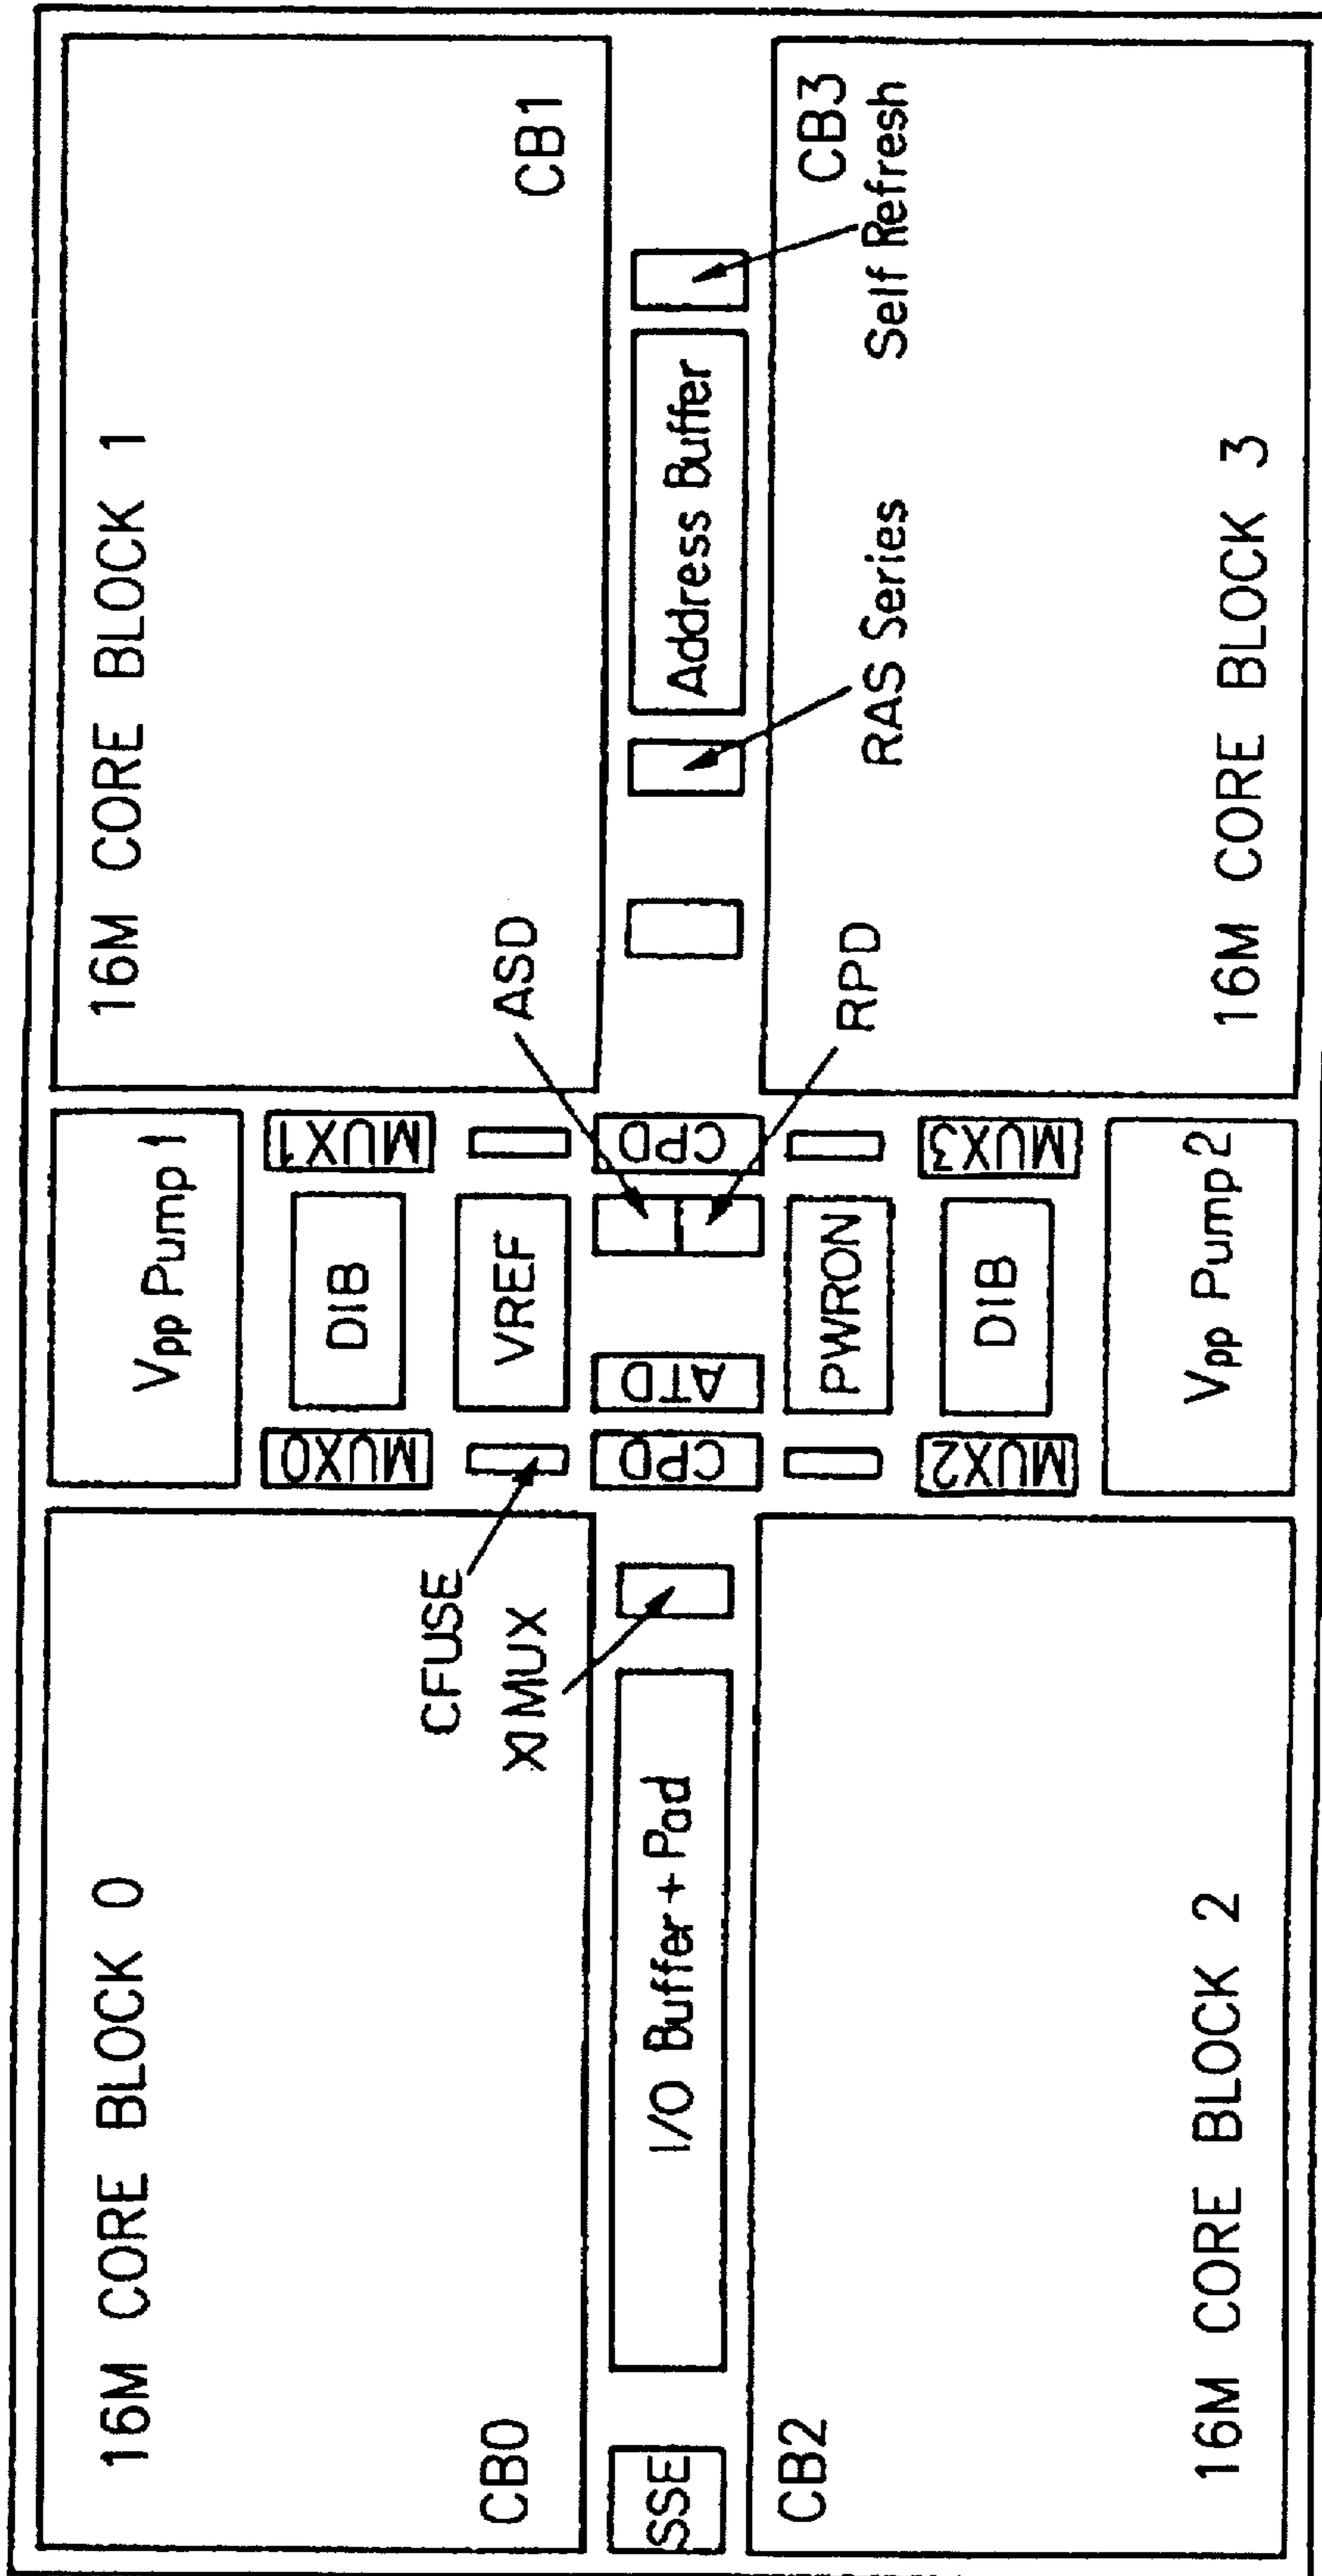 16M CORE BLOCK 0
CB0
16M CORE BLOCK 1
CB1
Vpp Pump 1
MUX0
DIB
MUX1
CFUSE
VREF
ASD
XIMUX
SSE
I/O Buffer + Pad
CPD
ATD
CPD
Address Buffer
CB2
16M CORE BLOCK 2
PWRON
RPD
RAS Series
Self Refresh
CB3
MUX2
DIB
MUX3
Vpp Pump 2
16M CORE BLOCK 3